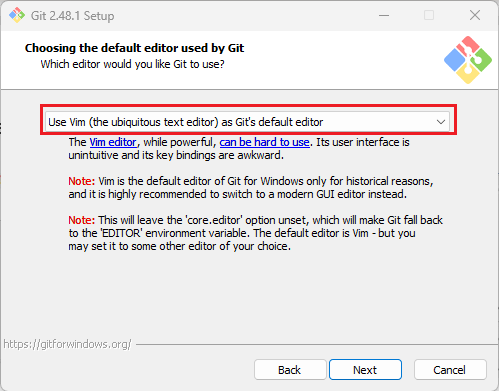 Git 2.48.1 Setup
Choosing the default editor used by Git
Which editor would you like Git to use?
Use Vim (the ubiquitous text editor) as Git's default editor
The Vim editor, while powerful, can be hard to use. Its user interface is
unintuitive and its key bindings are awkward.
Note: Vim is the default editor of Git for Windows only for historical reasons,
and it is highly recommended to switch to a modern GUI editor instead.
Note: This will leave the 'core.editor' option unset, which will make Git fall back
to the 'EDITOR' environment variable. The default editor is Vim - but you
may set it to some other editor of your choice.
https://gitforwindows.org/
Back Next Cancel